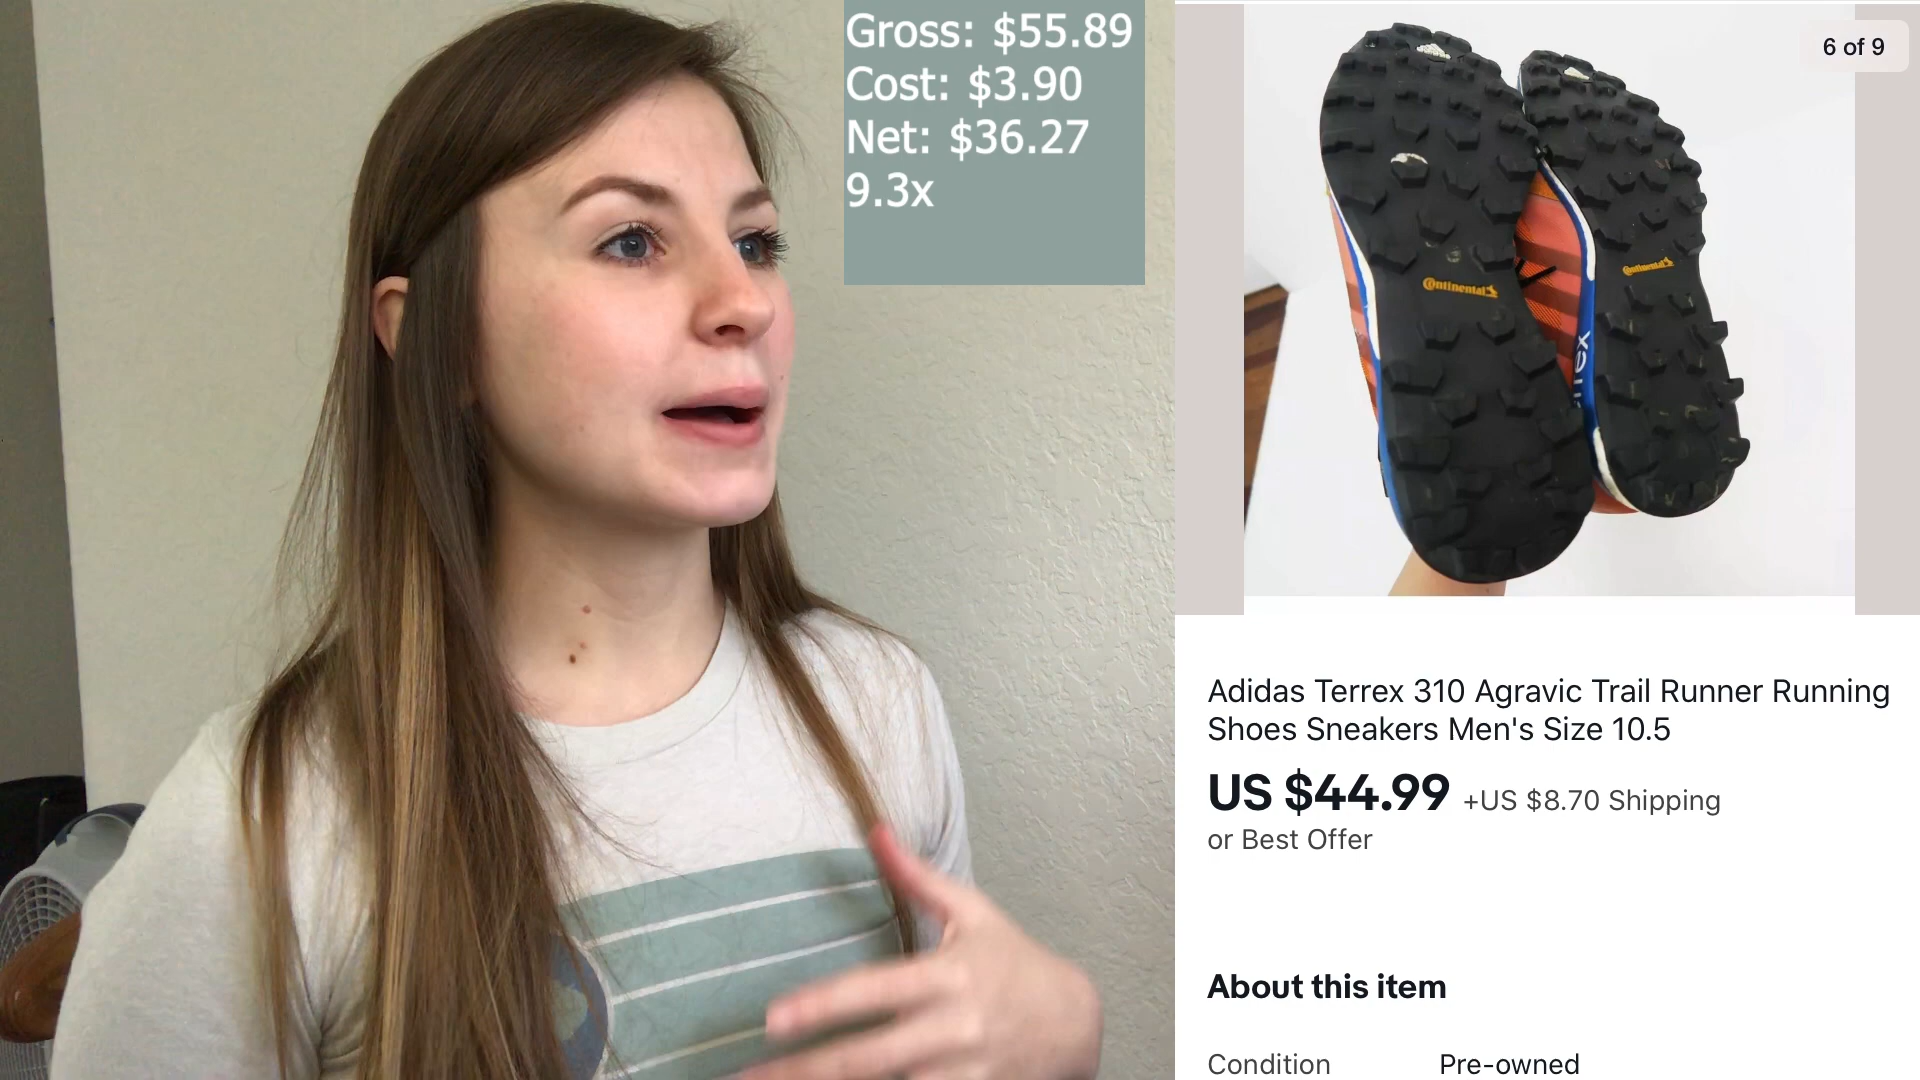 Gross: $55.89
Cost: $3.90
Net: $36.27
9.3x
6 of 9
Continental
Continental
Adidas Terrex 310 Agravic Trail Runner Running
Shoes Sneakers Men's Size 10.5
US $44.99 +US $8.70 Shipping
or Best Offer
About this item
Condition Pre-owned